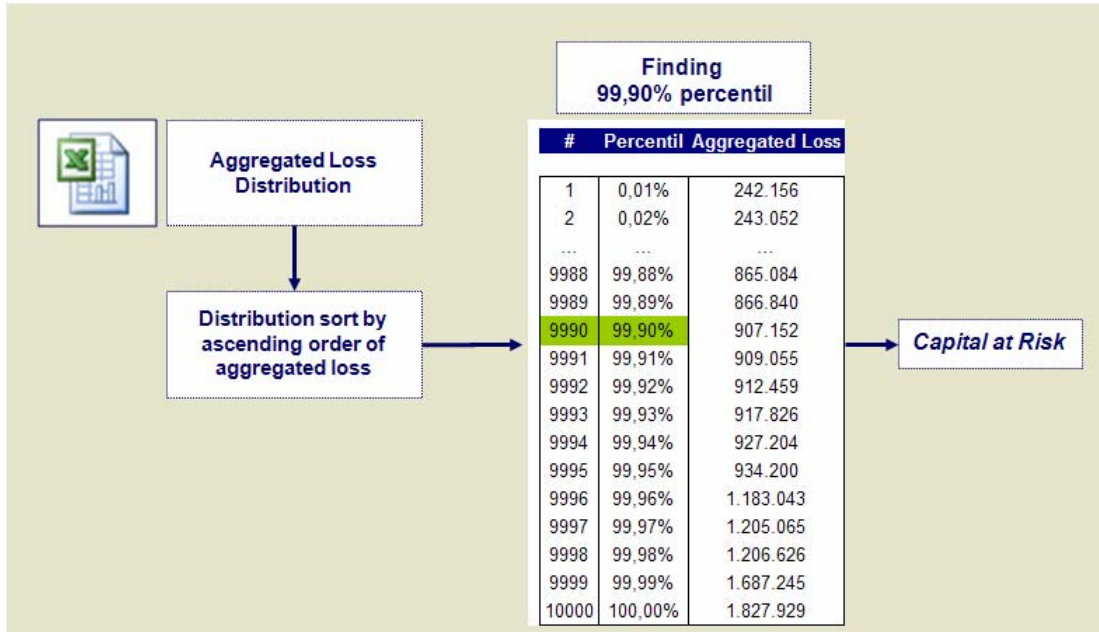 Finding
99,90% percentil
Aggregated Loss
Distribution
Distribution sort by
ascending order of
aggregated loss
# Percentil Aggregated Loss
1 0,01% 242.156
2 0,02% 243.052
... ... ...
9988 99,88% 865.084
9989 99,89% 866.840
9990 99,90% 907.152
9991 99,91% 909.055
9992 99,92% 912.459
9993 99,93% 917.826
9994 99,94% 927.204
9995 99,95% 934.200
9996 99,96% 1.183.043
9997 99,97% 1.205.065
9998 99,98% 1.206.626
9999 99,99% 1.687.245
10000 100,00% 1.827.929
Capital at Risk